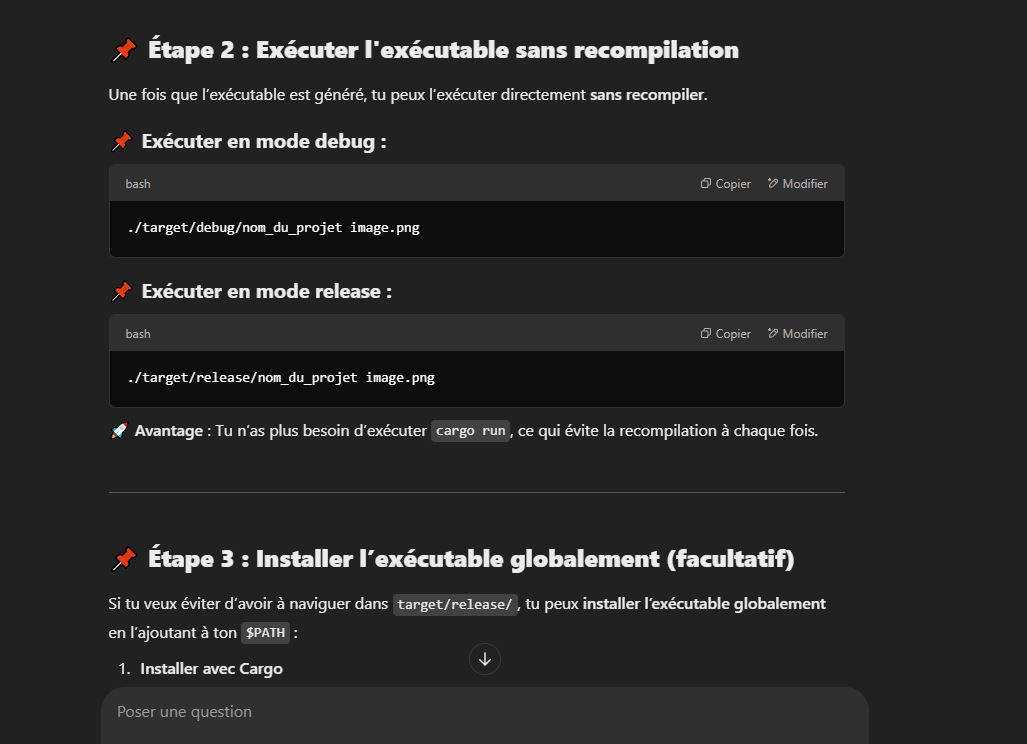 📌 Étape 2 : Exécuter l'exécutable sans recompilation
Une fois que l’exécutable est généré, tu peux l’exécuter directement sans recompiler.
📌 Exécuter en mode debug :
bash
Copier
Modifier
./target/debug/nom_du_projet image.png
📌 Exécuter en mode release :
bash
Copier
Modifier
./target/release/nom_du_projet image.png
🚀 Avantage : Tu n’as plus besoin d’exécuter cargo run, ce qui évite la recompilation à chaque fois.
📌 Étape 3 : Installer l’exécutable globalement (facultatif)
Si tu veux éviter d’avoir à naviguer dans target/release/, tu peux installer l’exécutable globalement
en l’ajoutant à ton $PATH :
1. Installer avec Cargo
Poser une question